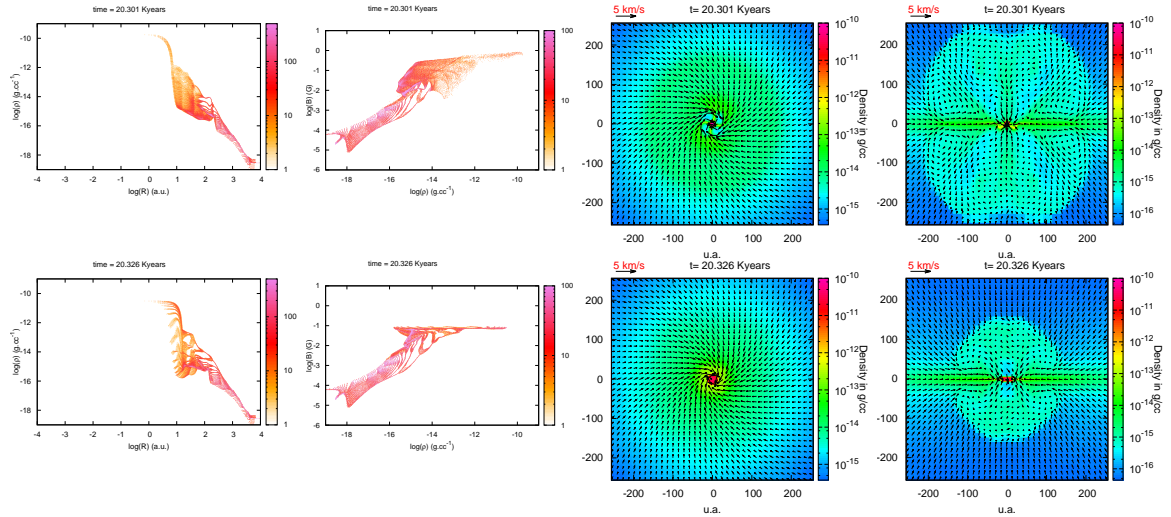 time = 20.301 Kyears
log(ρ) (g.cc⁻¹)
-10
-12
-14
-16
-18
-4 -3 -2 -1 0 1 2 3 4
log(R) (a.u.)
100
10
1
time = 20.301 Kyears
log(B) (G)
2
1
0
-1
-2
-3
-4
-5
-6
-18 -16 -14 -12 -10
log(ρ) (g.cc⁻¹)
100
10
1
5 km/s
t= 20.301 Kyears
200
100
0
-100
-200
-200 -100 0 100 200
u.a.
10⁻¹⁰
10⁻¹¹
10⁻¹²
10⁻¹³
10⁻¹⁴
10⁻¹⁵
Density in g/cc
5 km/s
t= 20.301 Kyears
200
100
0
-100
-200
-200 -100 0 100 200
u.a.
10⁻¹⁰
10⁻¹¹
10⁻¹²
10⁻¹³
10⁻¹⁴
10⁻¹⁵
10⁻¹⁶
Density in g/cc
time = 20.326 Kyears
log(ρ) (g.cc⁻¹)
-10
-12
-14
-16
-18
-4 -3 -2 -1 0 1 2 3 4
log(R) (a.u.)
100
10
1
time = 20.326 Kyears
log(B) (G)
2
1
0
-1
-2
-3
-4
-5
-6
-18 -16 -14 -12 -10
log(ρ) (g.cc⁻¹)
100
10
1
5 km/s
t= 20.326 Kyears
200
100
0
-100
-200
-200 -100 0 100 200
u.a.
10⁻¹⁰
10⁻¹¹
10⁻¹²
10⁻¹³
10⁻¹⁴
10⁻¹⁵
Density in g/cc
5 km/s
t= 20.326 Kyears
200
100
0
-100
-200
-200 -100 0 100 200
u.a.
10⁻¹⁰
10⁻¹¹
10⁻¹²
10⁻¹³
10⁻¹⁴
10⁻¹⁵
10⁻¹⁶
Density in g/cc